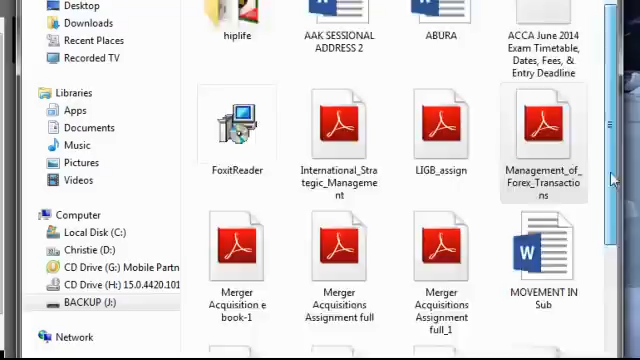 Desktop
Downloads
Recent Places
Recorded TV
Libraries
Apps
Documents
Music
Pictures
Videos
Computer
Local Disk (C:)
Christie (D:)
CD Drive (G:) Mobile Partn
CD Drive (H:) 15.0.4420.101
BACKUP (J:)
Network
hiplife
AAK SESSIONAL
ADDRESS 2
ABURA
ACCA June 2014
Exam Timetable,
Dates, Fees, &
Entry Deadline
FoxitReader
International_Stra
tegic_Manageme
nt
LIGB_assign
Management_of_
Forex_Transactio
ns
Merger
Acquisition e
book-1
Merger
Acquisitions
Assignment full
Merger
Acquisitions
Assignment
full_1
MOVEMENT IN
Sub